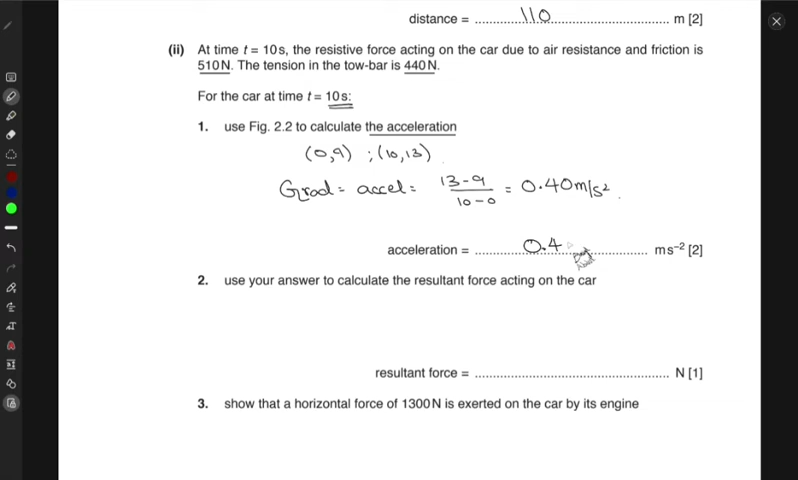 distance = 110 m [2]
(ii) At time t = 10 s, the resistive force acting on the car due to air resistance and friction is
510 N. The tension in the tow-bar is 440 N.
For the car at time t = 10 s:
1. use Fig. 2.2 to calculate the acceleration
(0,9) ; (10,13)
Grad = accel = 13-9 / 10-0 = 0.40 m/s².
acceleration = 0.4 m s⁻² [2]
2. use your answer to calculate the resultant force acting on the car
resultant force = N [1]
3. show that a horizontal force of 1300 N is exerted on the car by its engine